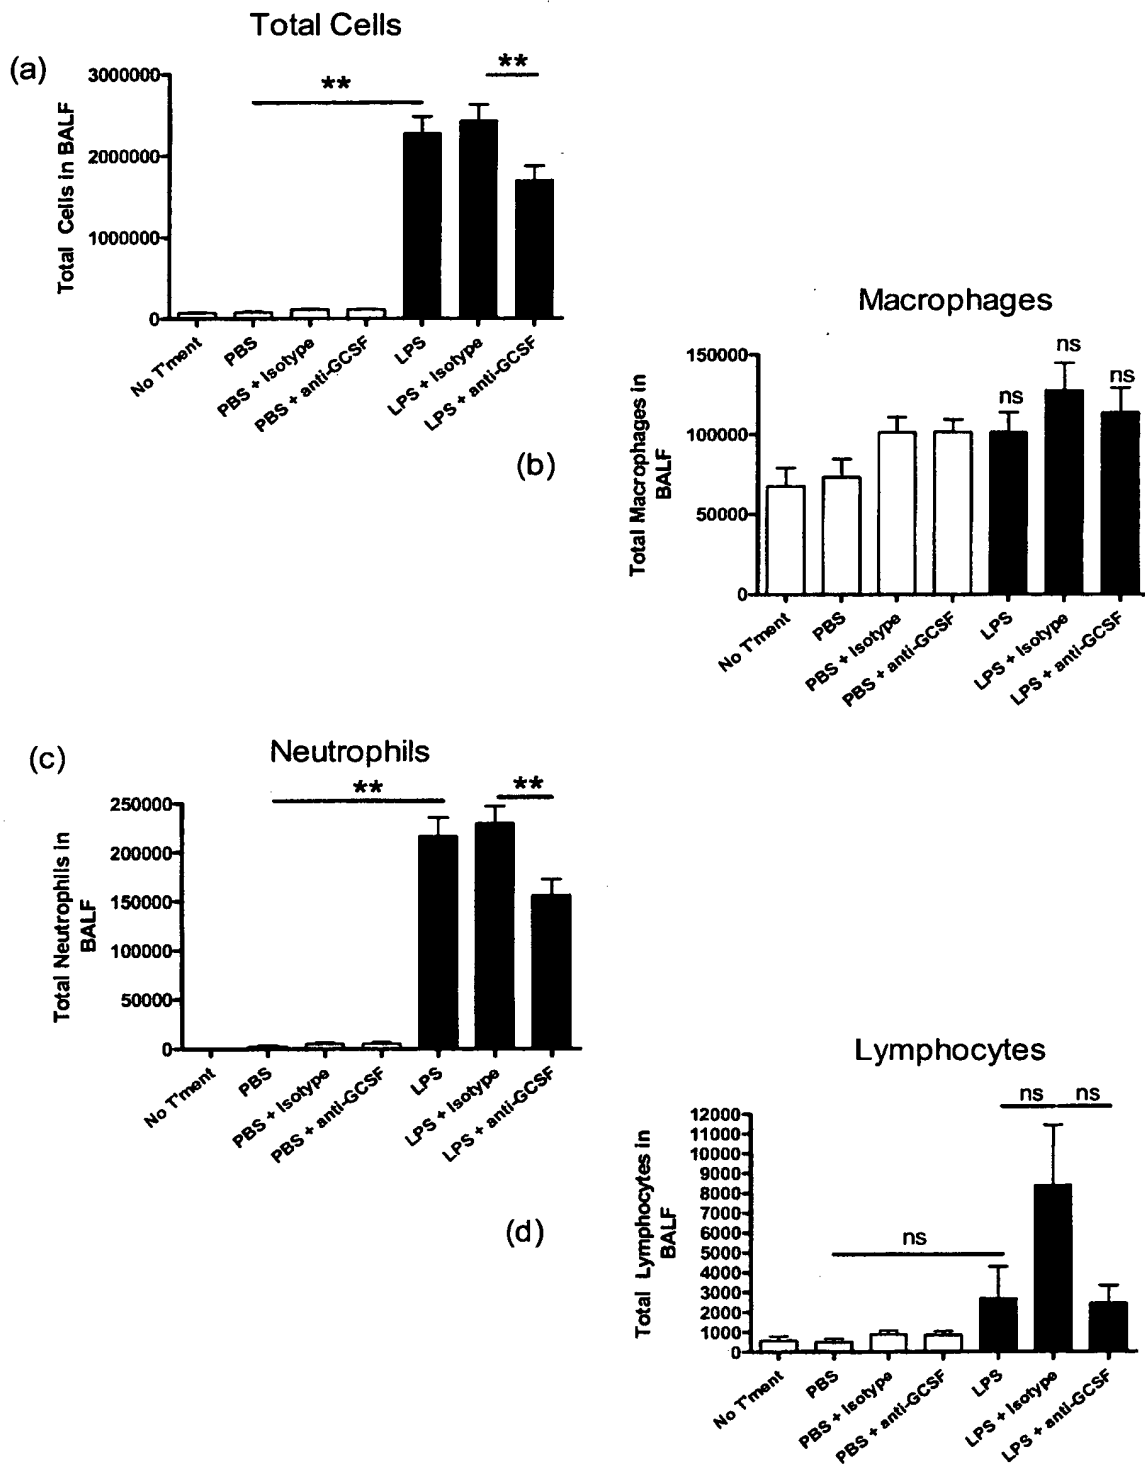 Total Cells
(a)
**
**
3000000
2000000
1000000
0
Total Cells in BALF
No T'ment
PBS
PBS + Isotype
PBS + anti-GCSF
LPS
LPS + Isotype
LPS + anti-GCSF
Macrophages
(b)
ns
ns
ns
150000
100000
50000
0
Total Macrophages in
BALF
No T'ment
PBS
PBS + Isotype
PBS + anti-GCSF
LPS
LPS + Isotype
LPS + anti-GCSF
(c)
Neutrophils
**
**
250000
200000
150000
100000
50000
0
Total Neutrophils in
BALF
No T'ment
PBS
PBS + Isotype
PBS + anti-GCSF
LPS
LPS + Isotype
LPS + anti-GCSF
Lymphocytes
(d)
ns
ns
ns
12000
11000
10000
9000
8000
7000
6000
5000
4000
3000
2000
1000
0
Total Lymphocytes in
BALF
No T'ment
PBS
PBS + Isotype
PBS + anti-GCSF
LPS
LPS + Isotype
LPS + anti-GCSF